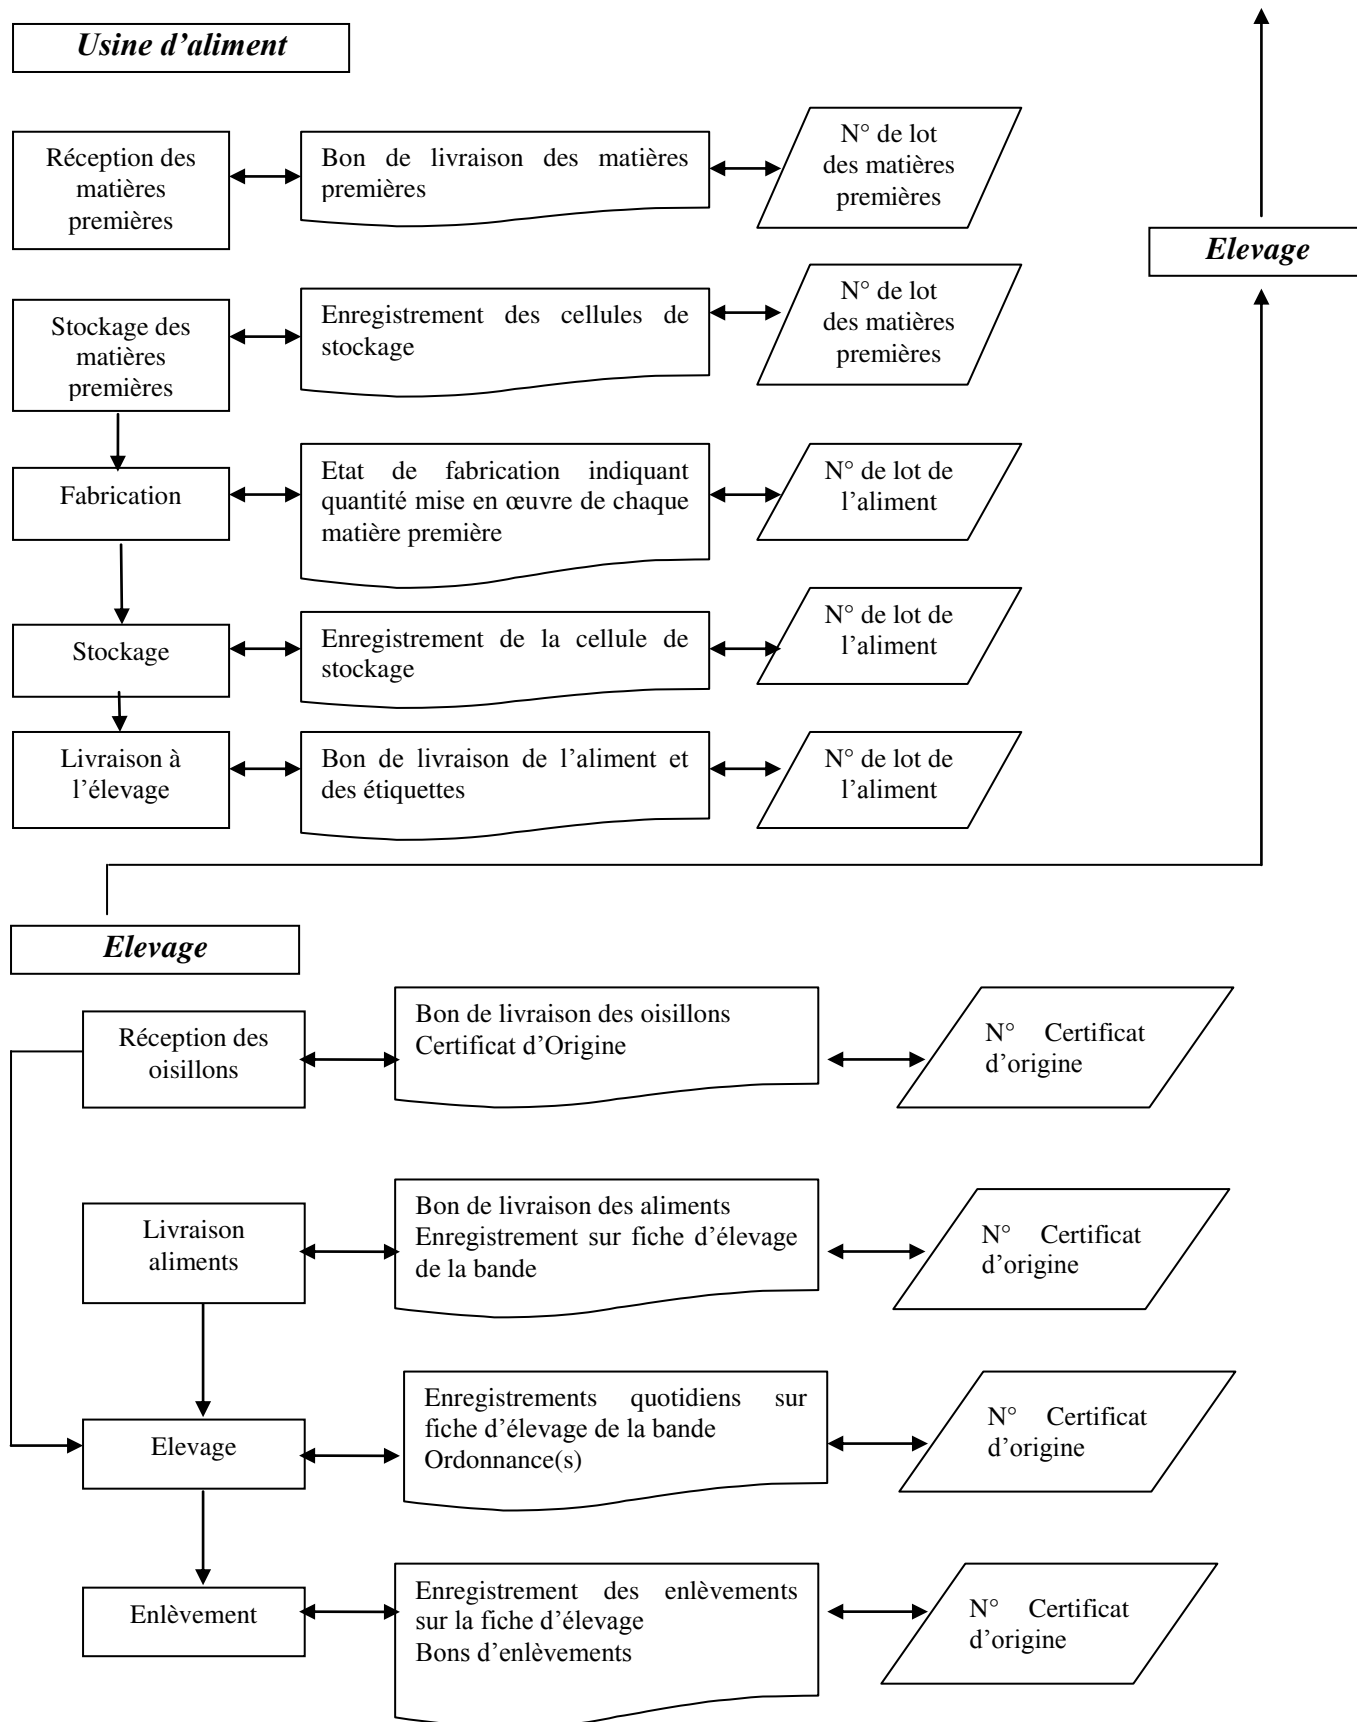 Usine d’aliment
Réception des
matières
premières
Bon de livraison des matières
premières
N° de lot
des matières
premières
Elevage
Stockage des
matières
premières
Enregistrement des cellules de
stockage
N° de lot
des matières
premières
Fabrication
Etat de fabrication indiquant
quantité mise en œuvre de chaque
matière première
N° de lot de
l’aliment
Stockage
Enregistrement de la cellule de
stockage
N° de lot de
l’aliment
Livraison à
l’élevage
Bon de livraison de l’aliment et
des étiquettes
N° de lot de
l’aliment
Elevage
Réception des
oisillons
Bon de livraison des oisillons
Certificat d’Origine
N° Certificat
d’origine
Livraison
aliments
Bon de livraison des aliments
Enregistrement sur fiche d’élevage
de la bande
N° Certificat
d’origine
Elevage
Enregistrements quotidiens sur
fiche d’élevage de la bande
Ordonnance(s)
N° Certificat
d’origine
Enlèvement
Enregistrement des enlèvements
sur la fiche d’élevage
Bons d’enlèvements
N° Certificat
d’origine